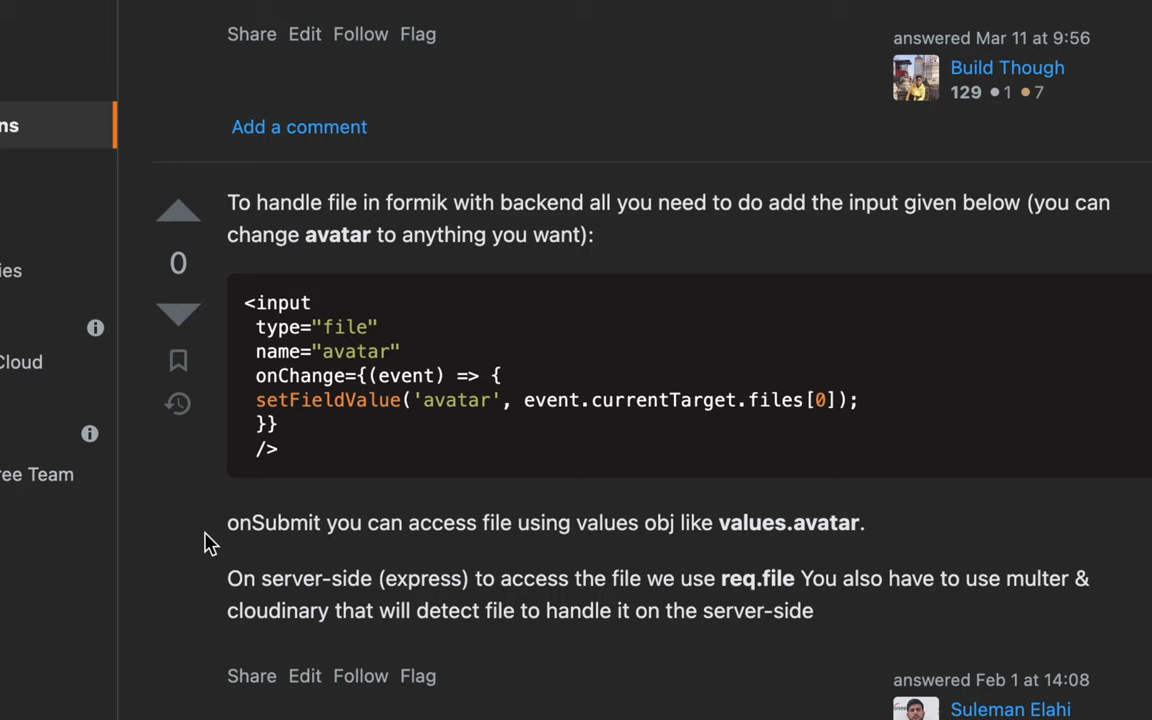 Share Edit Follow Flag
answered Mar 11 at 9:56
Build Though
129 1 7
ns
Add a comment
To handle file in formik with backend all you need to do add the input given below (you can
change avatar to anything you want):
0
ies
<input
type="file"
name="avatar"
onChange={(event) => {
setFieldValue('avatar', event.currentTarget.files[0]);
}}
/>
Cloud
ree Team
onSubmit you can access file using values obj like values.avatar.
On server-side (express) to access the file we use req.file You also have to use multer &
cloudinary that will detect file to handle it on the server-side
Share Edit Follow Flag
answered Feb 1 at 14:08
Suleman Elahi